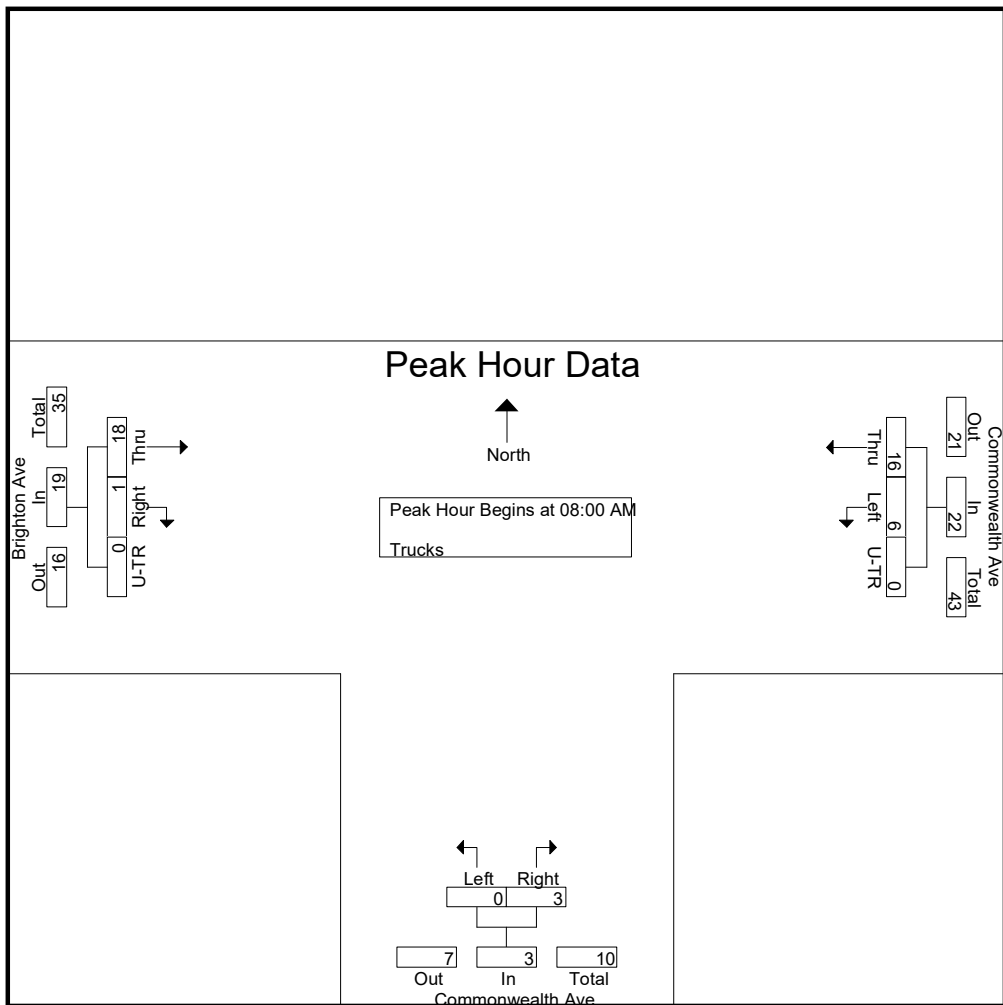 Peak Hour Data
North
Peak Hour Begins at 08:00 AM
Trucks
Brighton Ave
Total
35
In
19
Out
16
18
Thru
1
Right
0
U-TR
Commonwealth Ave
Out
21
In
22
Total
43
Thru
16
Left
6
U-TR
0
Left Right
0 3
7 3 10
Out In Total
Commonwealth Ave